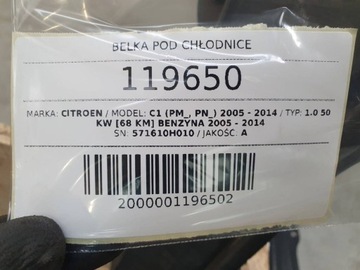 BELKA POD CHŁODNICE
119650
MARKA: CITROEN / MODEL: C1 (PM_, PN_) 2005 - 2014 / TYP: 1.0 50
KW [68 KM] BENZYNA 2005 - 2014
SN: 571610H010 / JAKOŚĆ: A
2000001196502